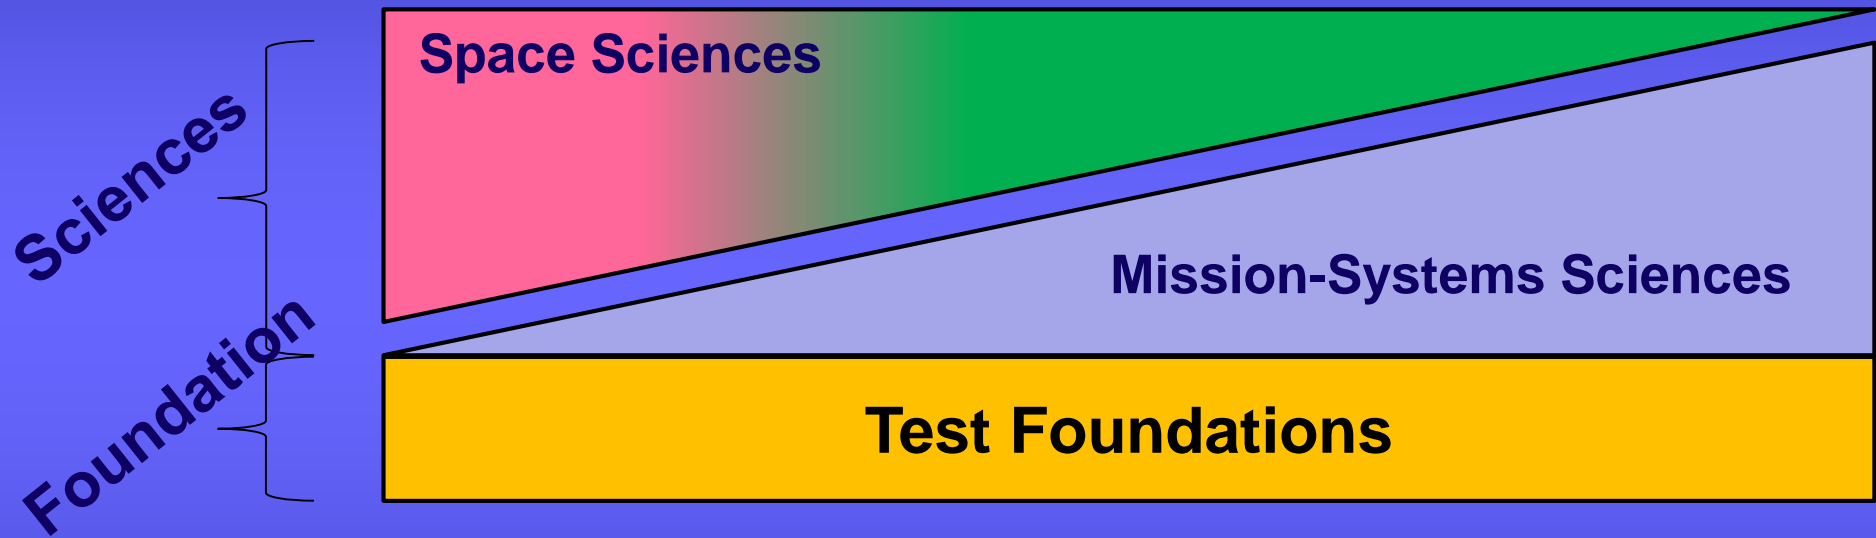 Space Sciences
Sciences
Mission-Systems Sciences
Foundation
Test Foundations